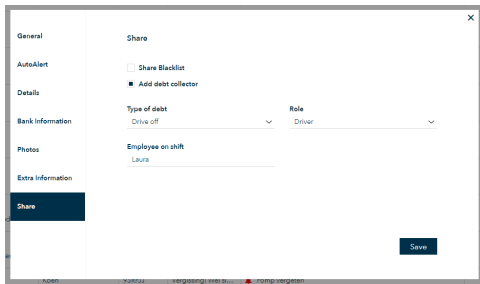 General
AutoAlert
Details
Bank Information
Photos
Extra Information
Share
Share
Share Blacklist
Add debt collector
Type of debt
Role
Drive off
Driver
Employee on shift
Laura
Save
Koen
vergeten